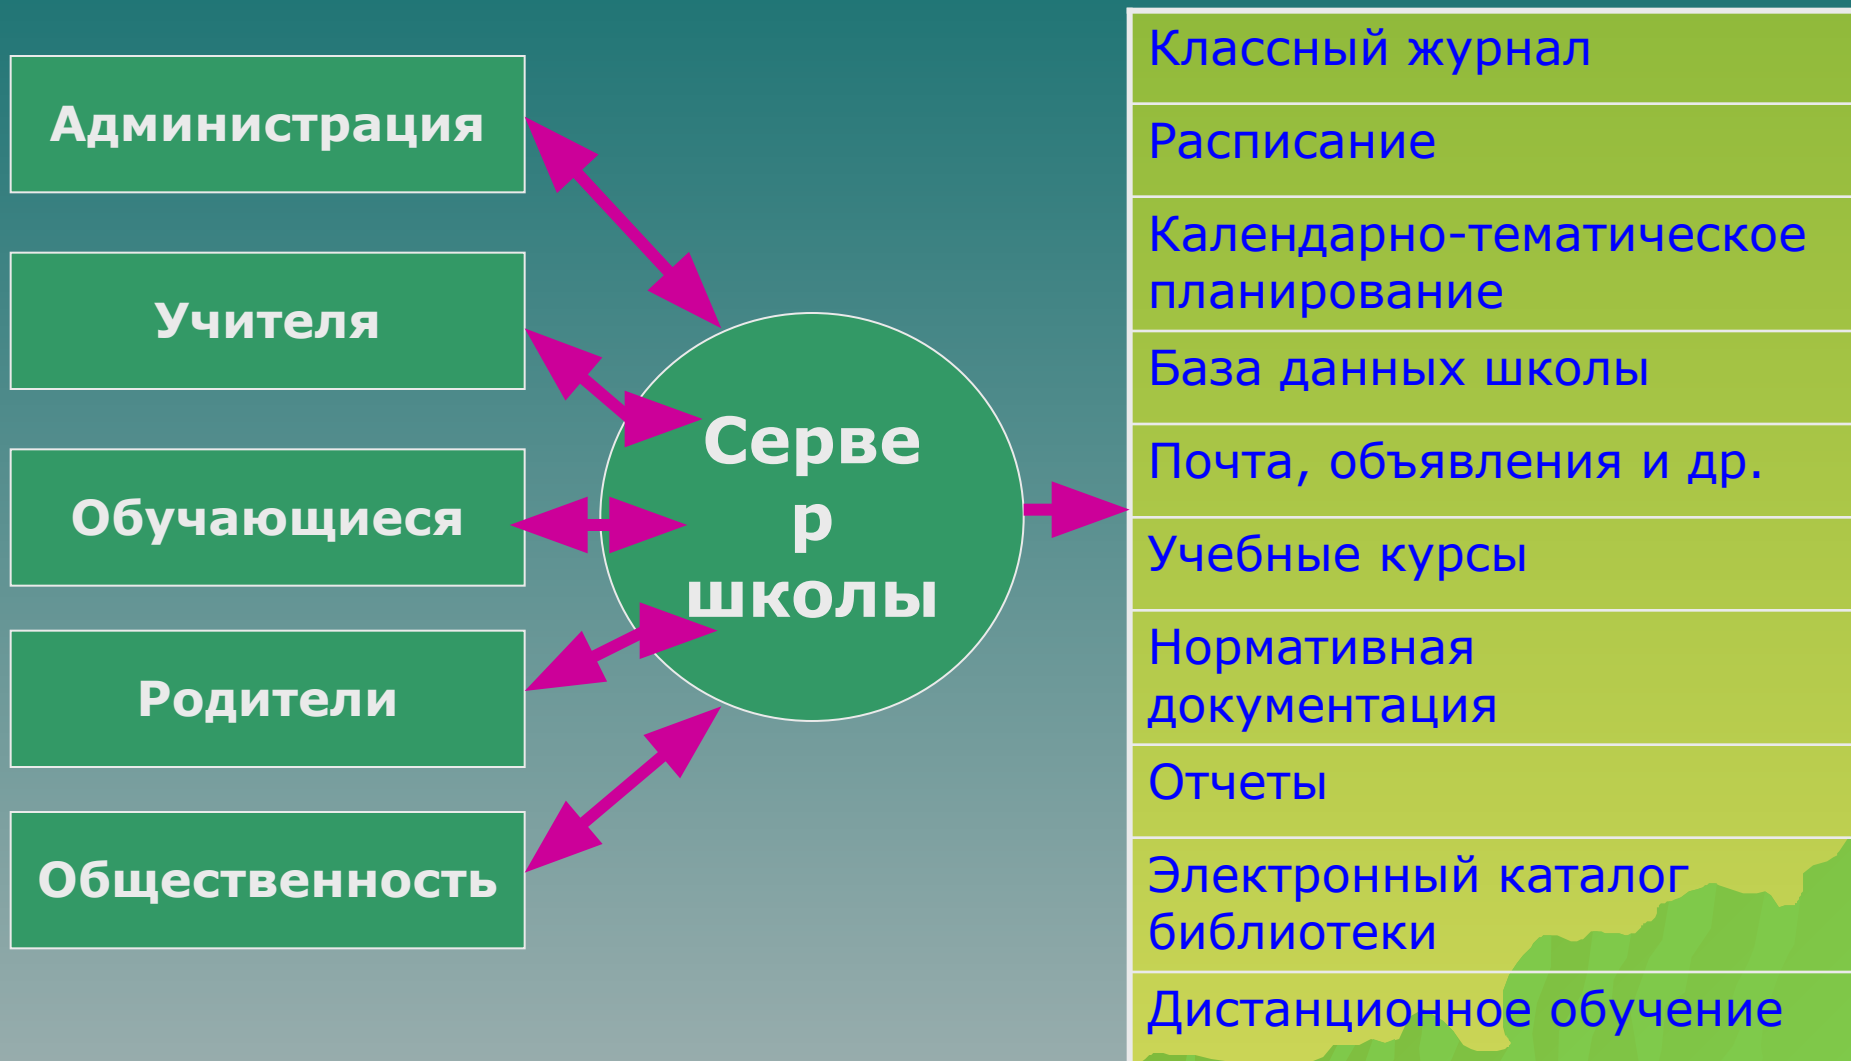 Администрация
Учителя
Обучающиеся
Родители
Общественность
Серве
р
школы
Классный журнал
Расписание
Календарно-тематическое
планирование
База данных школы
Почта, объявления и др.
Учебные курсы
Нормативная
документация
Отчеты
Электронный каталог
библиотеки
Дистанционное обучение